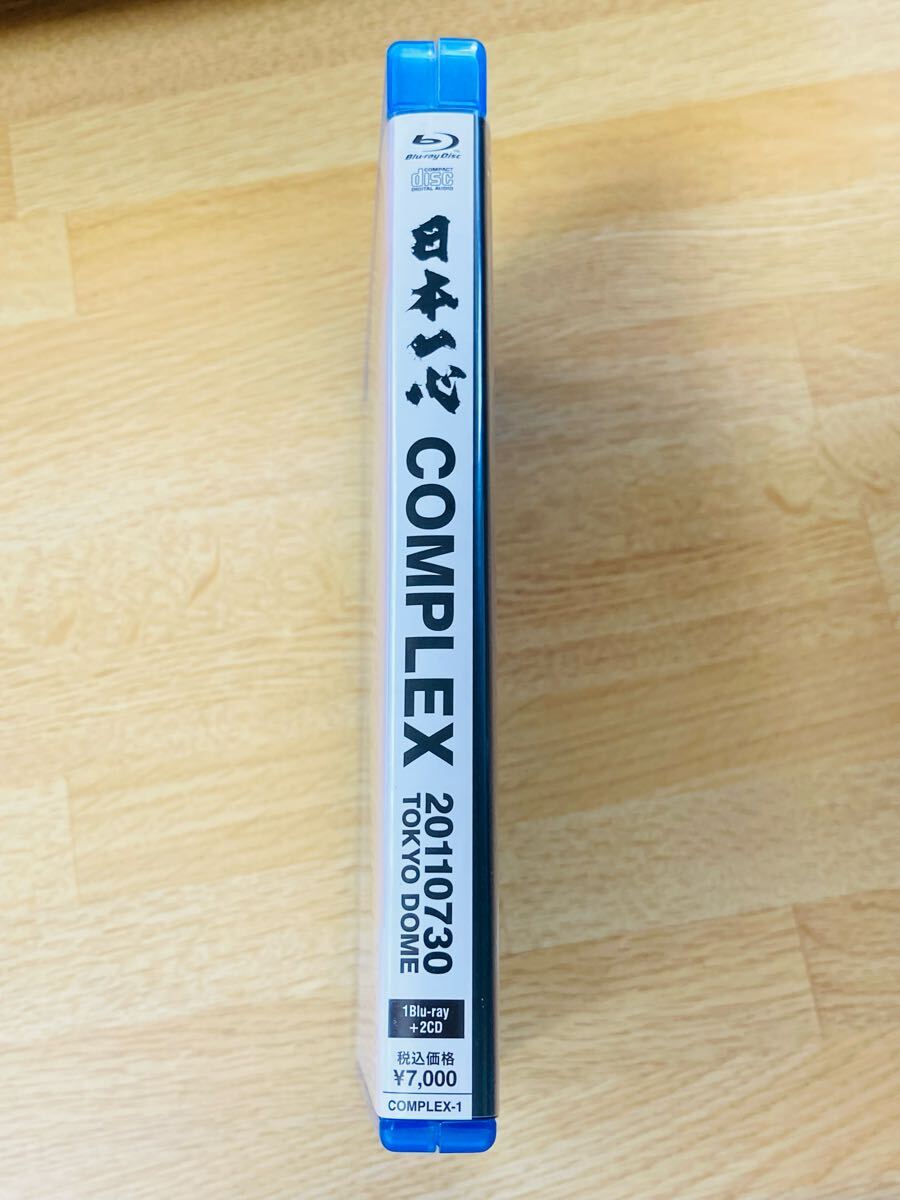 Blu-ray Disc
COMPACT
disc
DIGITAL AUDIO
日本一心
COMPLEX
20110730
TOKYO DOME
1Blu-ray
+2CD
税込価格
¥7,000
COMPLEX-1